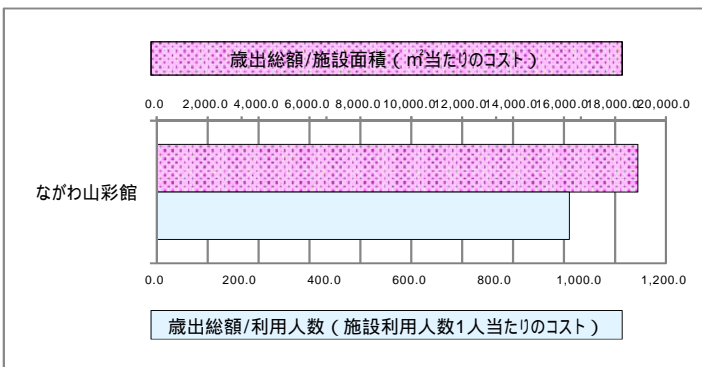 歳出総額/施設面積（㎡当たりのコスト）
0.0 2,000.0 4,000.0 6,000.0 8,000.0 10,000.0 12,000.0 14,000.0 16,000.0 18,000.0 20,000.0
ながわ山彩館
0.0 200.0 400.0 600.0 800.0 1,000.0 1,200.0
歳出総額/利用人数（施設利用人数1人当たりのコスト）